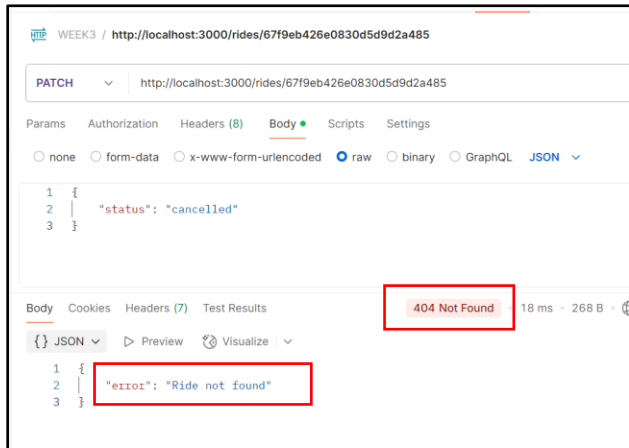 HTTP WEEK3 / http://localhost:3000/rides/67f9eb426e0830d5d9d2a485
PATCH http://localhost:3000/rides/67f9eb426e0830d5d9d2a485
Params Authorization Headers (8) Body Scripts Settings
none form-data x-www-form-urlencoded raw binary GraphQL JSON
1 {
2 "status": "cancelled"
3 }
Body Cookies Headers (7) Test Results 404 Not Found 18 ms 268 B
{} JSON Preview Visualize
1 {
2 "error": "Ride not found"
3 }